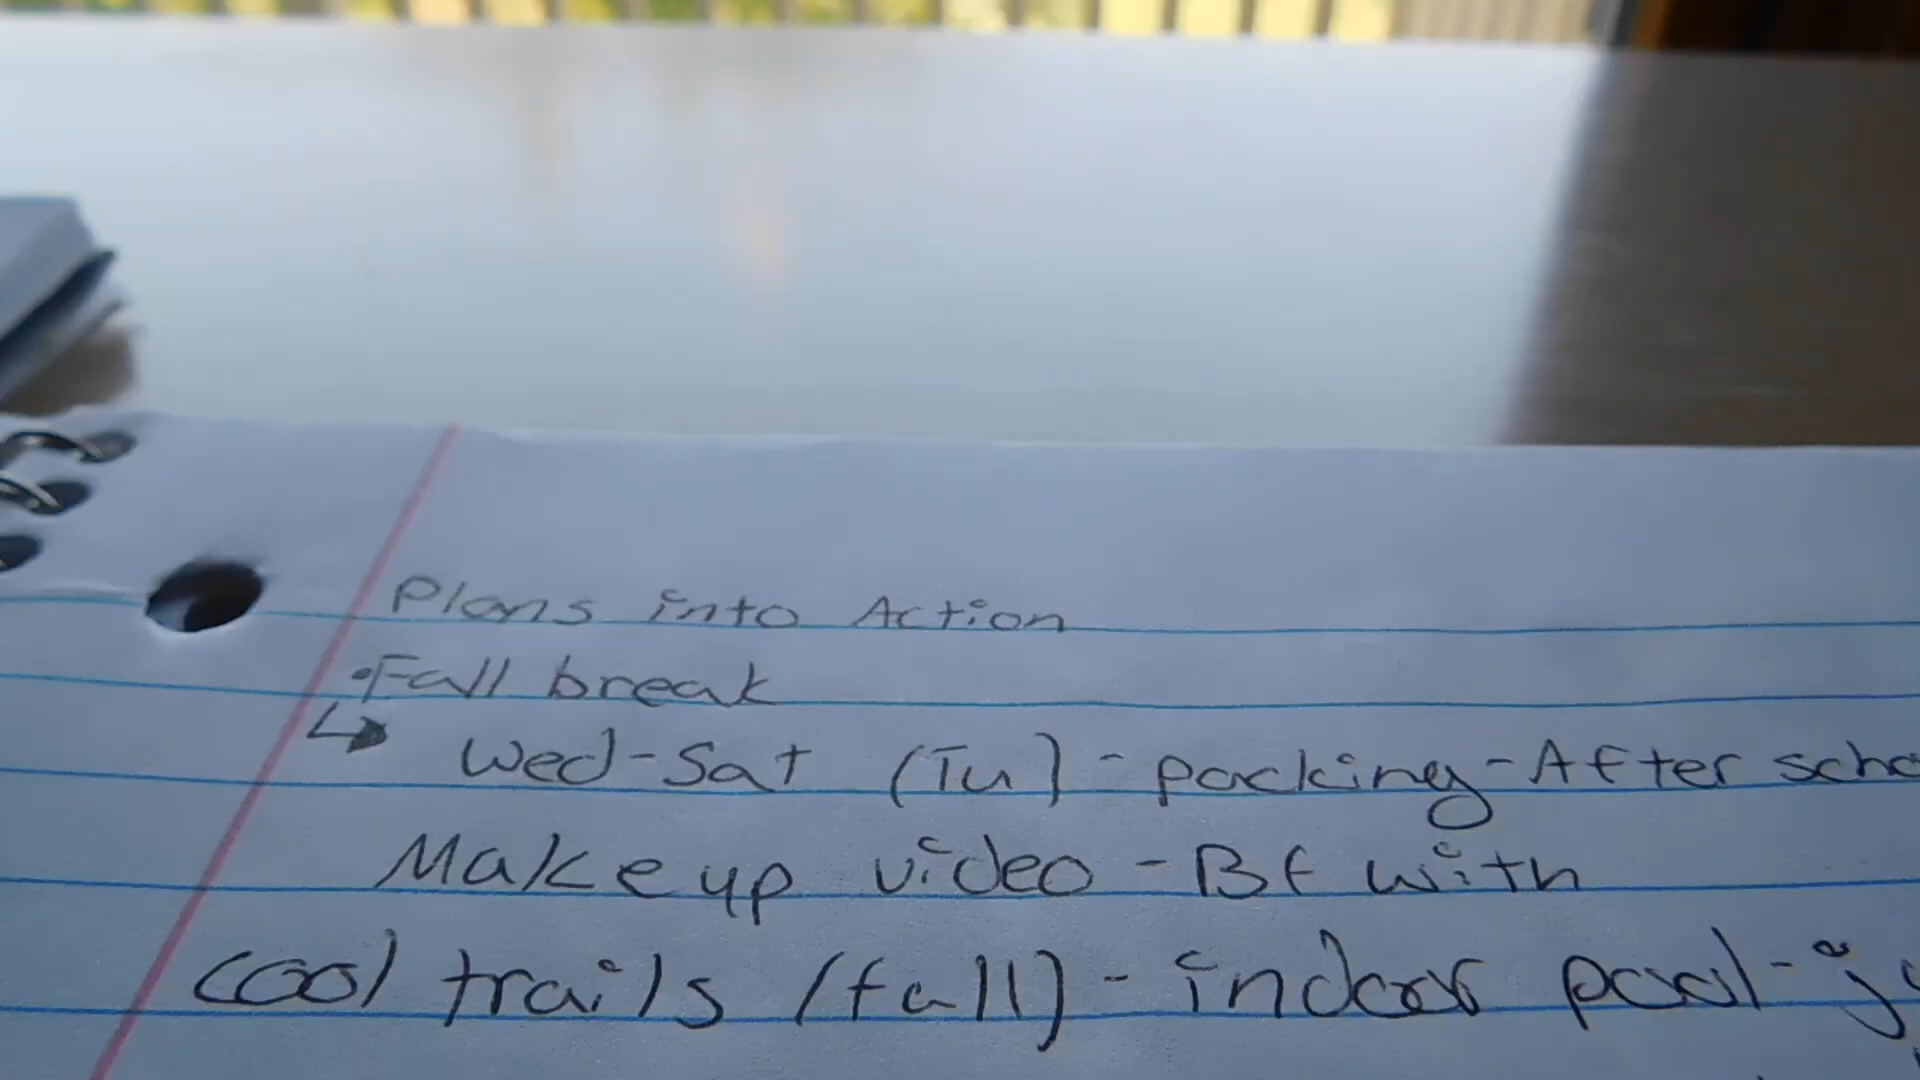 Plans into Action
• Fall break
↳ Wed-Sat (Tu) - packing - After
Makeup video - Bf with
Cool trails (fall) - indoor pool -